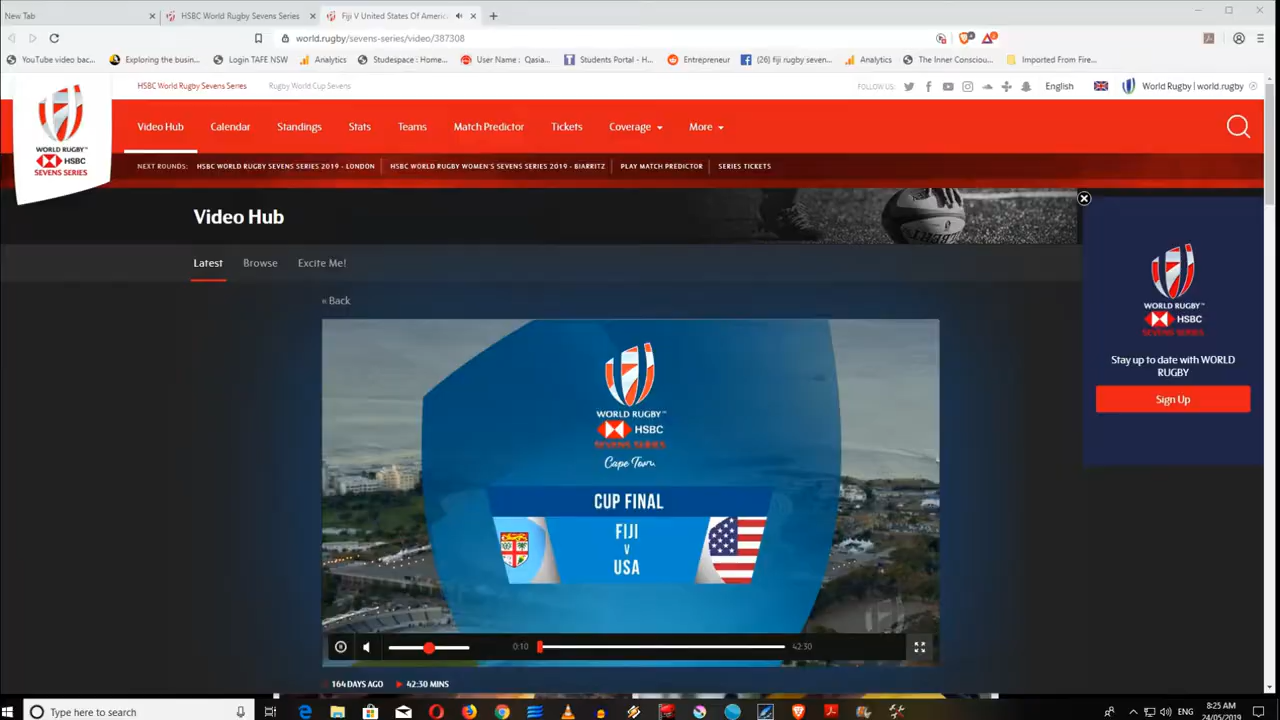 New Tab
HSBC World Rugby Sevens Series
Fiji V United States Of Americ
world.rugby/sevens-series/video/387308
YouTube video bac...
Exploring the busin...
Login TAFE NSW
Analytics
Studespace : Home...
User Name : Qasia...
Students Portal - H...
Entrepreneur
(26) fiji rugby seven...
Analytics
The Inner Consciou...
Imported From Fire...
HSBC World Rugby Sevens Series
Rugby World Cup Sevens
FOLLOW US:
English
World Rugby | world.rugby
WORLD RUGBY™
HSBC
SEVENS SERIES
Video Hub
Calendar
Standings
Stats
Teams
Match Predictor
Tickets
Coverage
More
NEXT ROUNDS:
HSBC WORLD RUGBY SEVENS SERIES 2019 - LONDON
HSBC WORLD RUGBY WOMEN'S SEVENS SERIES 2019 - BIARRITZ
PLAY MATCH PREDICTOR
SERIES TICKETS
Video Hub
Latest
Browse
Excite Me!
« Back
WORLD RUGBY™
HSBC
SEVENS SERIES
Cape Town
CUP FINAL
FIJI
V
USA
0:10
42:30
164 DAYS AGO
42:30 MINS
WORLD RUGBY™
HSBC
SEVENS SERIES
Stay up to date with WORLD
RUGBY
Sign Up
Type here to search
ENG
8:25 AM
24/05/2019